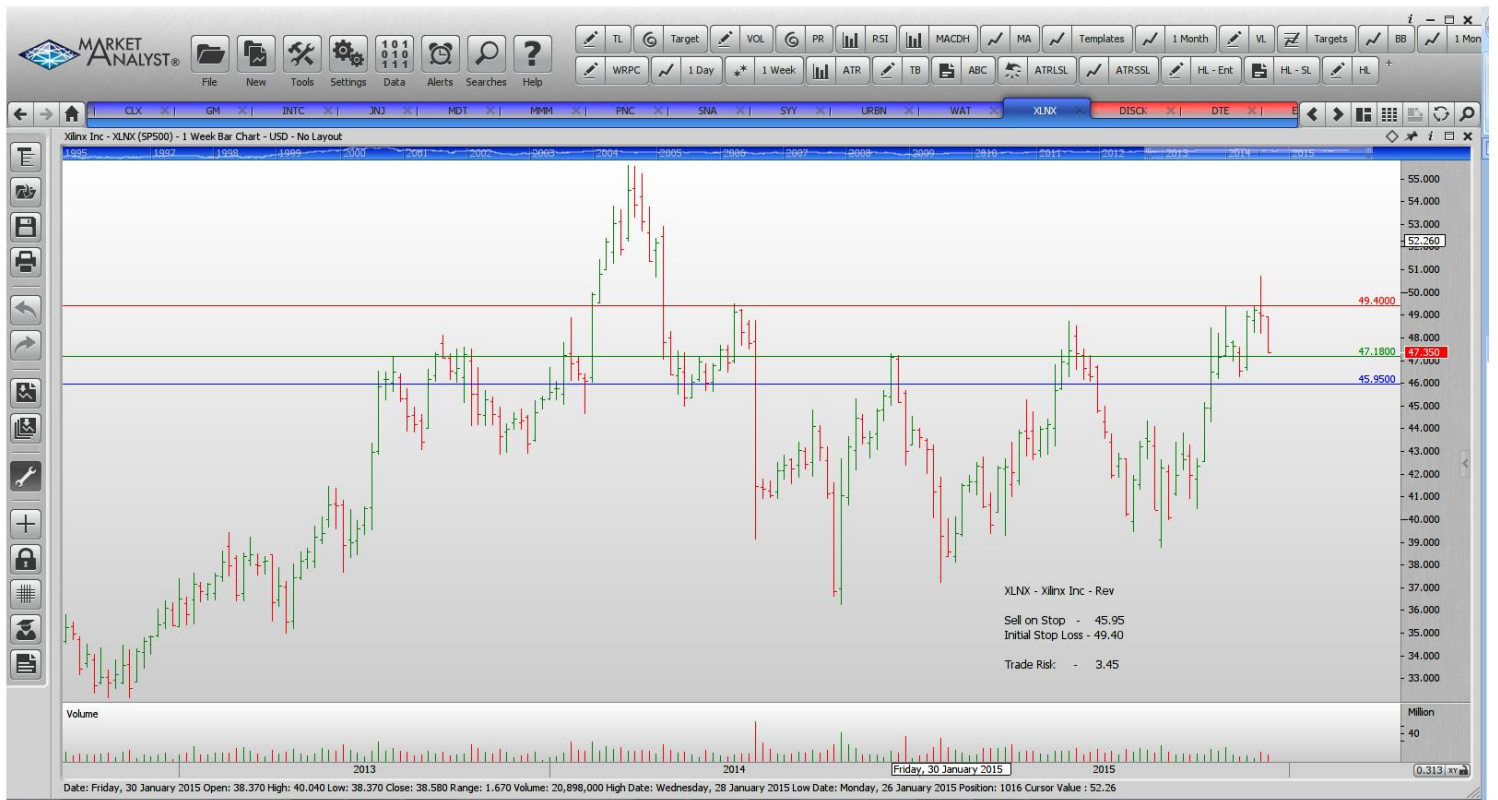 i
MARKET ANALYST®
File New Tools Settings Data Alerts Searches Help
101 010 111
TL Target VOL PR RSI MACDH MA Templates 1 Month VL Targets BB 1 Mon
WRPC 1 Day 1 Week ATR TB ABC ATRLSL ATRSSL HL - Ent HL - SL HL
CLX GM INTC JNJ MDT MMM PNC SNA SYY URBN WAT XLNX DISCK DTE E
Xilinx Inc - XLNX (SP500) - 1 Week Bar Chart - USD - No Layout
1995 1997 1998 1999 2000 2001 2002 2003 2004 2005 2006 2007 2008 2009 2010 2011 2012 2013 2014 2015
55.000
54.000
53.000
52.260
52.000
51.000
50.000
49.4000
49.000
48.000
47.1800
47.350
47.000
45.9500
46.000
45.000
44.000
43.000
42.000
41.000
40.000
39.000
38.000
37.000
36.000
35.000
34.000
33.000
XLNX - Xilinx Inc - Rev
Sell on Stop - 45.95
Initial Stop Loss - 49.40
Trade Risk - 3.45
Volume
Million
40
2013 2014 Friday, 30 January 2015 2015
0.313 XY
Date: Friday, 30 January 2015 Open: 38.370 High: 40.040 Low: 38.370 Close: 38.580 Range: 1.670 Volume: 20,898,000 High Date: Wednesday, 28 January 2015 Low Date: Monday, 26 January 2015 Position: 1016 Cursor Value : 52.26